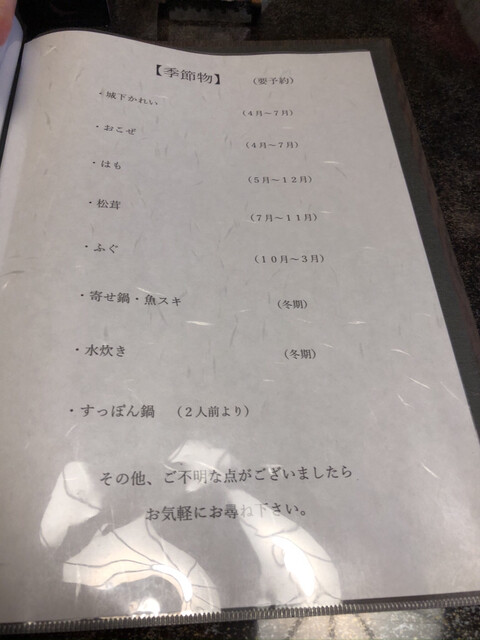 【季節物】 （要予約）
・城下かれい （４月～７月）
・おこぜ （４月～７月）
・はも （５月～１２月）
・松茸 （７月～１１月）
・ふぐ （１０月～３月）
・寄せ鍋・魚スキ （冬期）
・水炊き （冬期）
・すっぽん鍋 （２人前より）
その他、ご不明な点がございましたら
お気軽にお尋ね下さい。